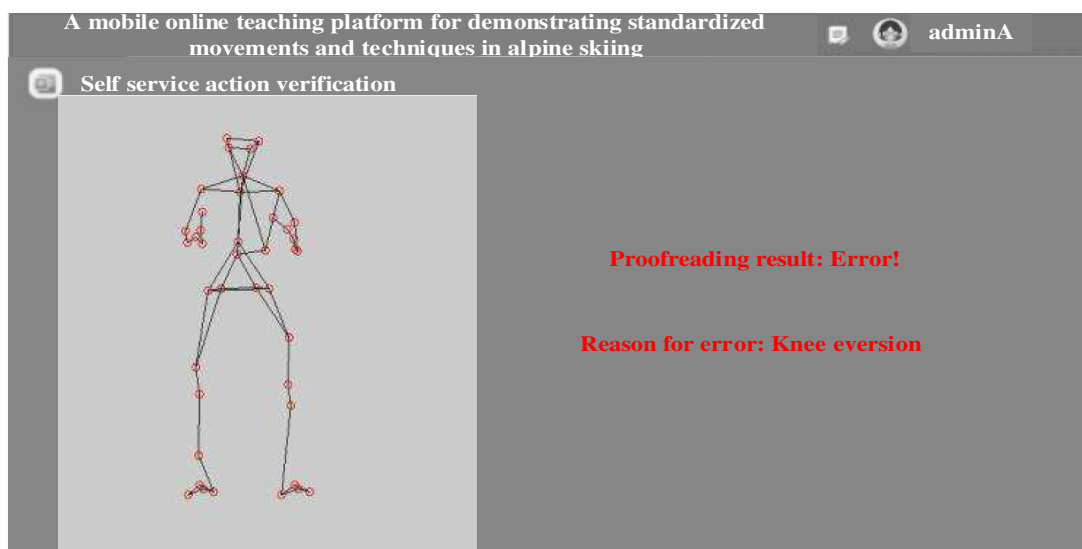 A mobile online teaching platform for demonstrating standardized
movements and techniques in alpine skiing
adminA
Self service action verification
Proofreading result: Error!
Reason for error: Knee eversion